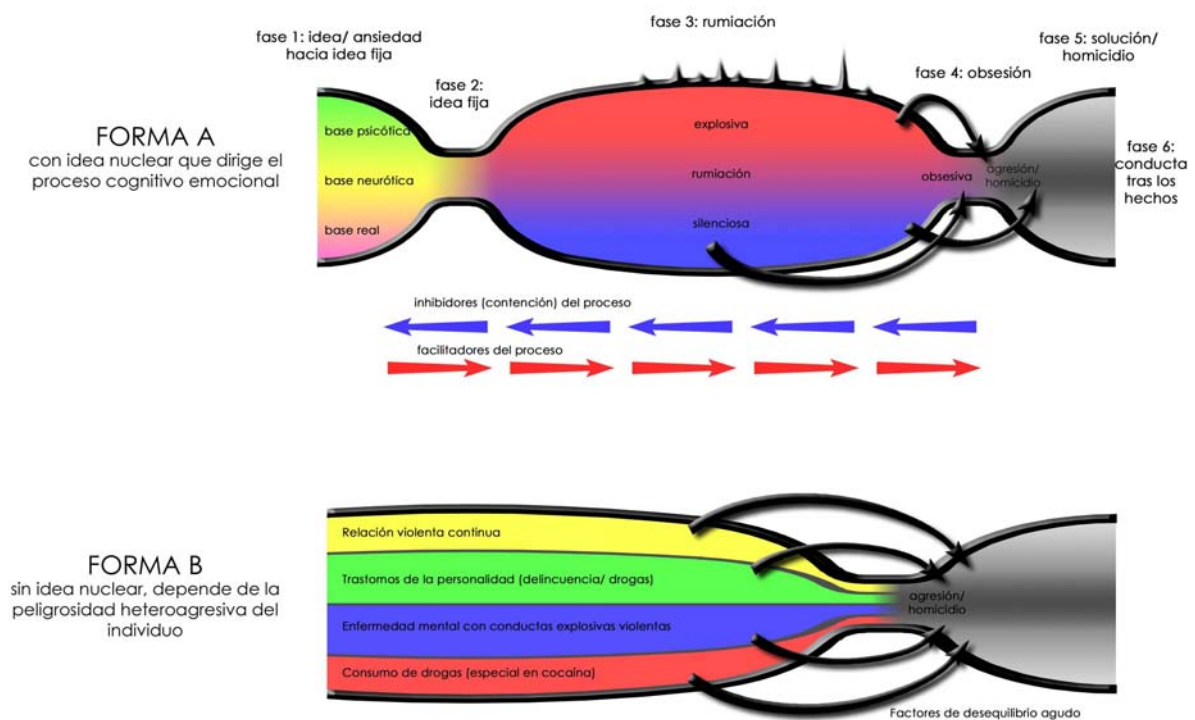 fase 1: idea/ ansiedad
hacia idea fija
fase 2:
idea fija
fase 3: rumiación
fase 4: obsesión
fase 5: solución/
homicidio
FORMA A
con idea nuclear que dirige el
proceso cognitivo emocional
base psicótica
base neurótica
base real
explosiva
rumiación
silenciosa
obsesiva
agresión/
homicidio
fase 6:
conducta
tras los
hechos
inhibidores (contención) del proceso
facilitadores del proceso
FORMA B
sin idea nuclear, depende de la
peligrosidad heteroagresiva del
individuo
Relación violenta continua
Trastornos de la personalidad (delincuencia/ drogas)
Enfermedad mental con conductas explosivas violentas
Consumo de drogas (especial en cocaína)
agresión/
homicidio
Factores de desequilibrio agudo